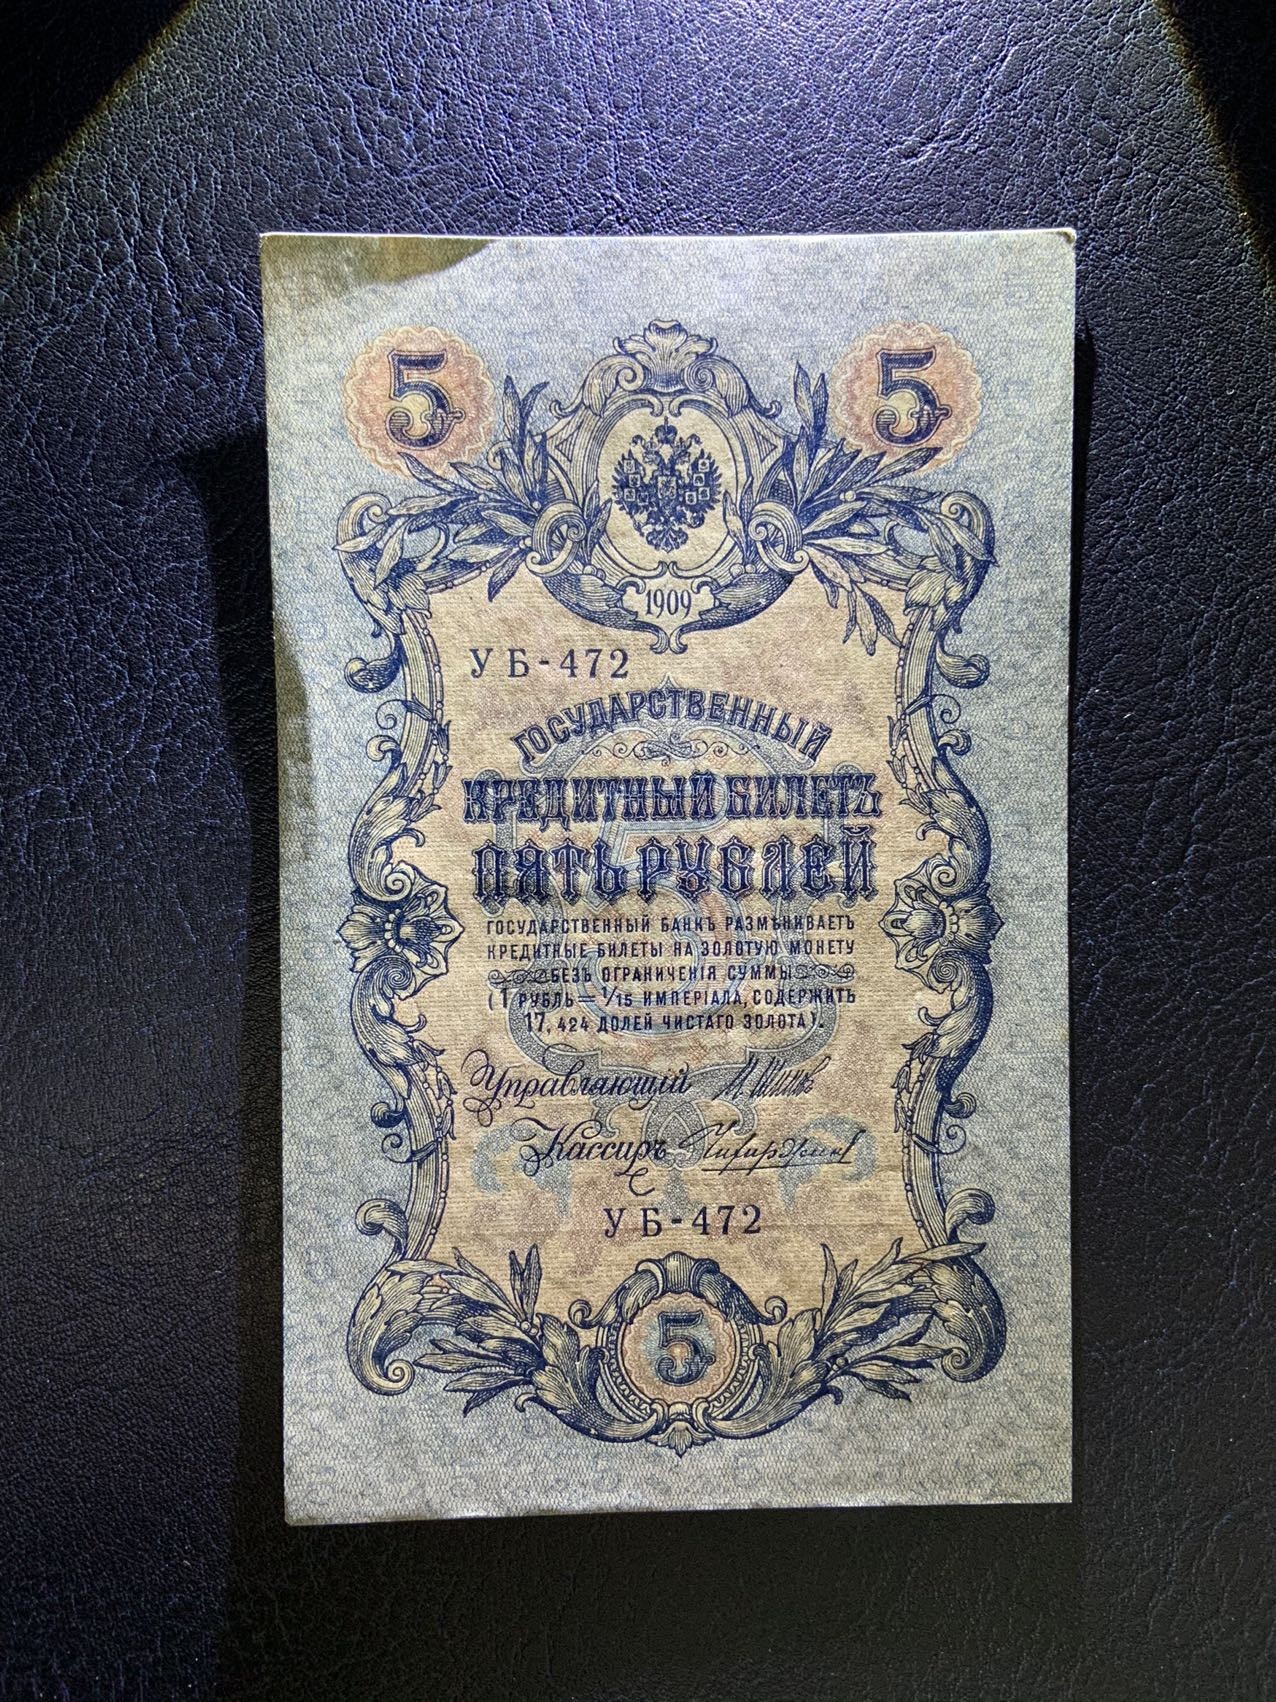 5 5
1909
УБ-472
ГОСУДАРСТВЕННЫЙ
КРЕДИТНЫЙ БИЛЕТЪ
ПЯТЬ РУБЛЕЙ
ГОСУДАРСТВЕННЫЙ БАНКЪ РАЗМѢНИВАЕТЪ
КРЕДИТНЫЕ БИЛЕТЫ НА ЗОЛОТУЮ МОНЕТУ
БЕЗЪ ОГРАНИЧЕНІЯ СУММЫ
(1 РУБЛЬ = 1/15 ИМПЕРІАЛА, СОДЕРЖИТЪ
17,424 ДОЛЕЙ ЧИСТАГО ЗОЛОТА).
Управляющій
Кассиръ
УБ-472
5